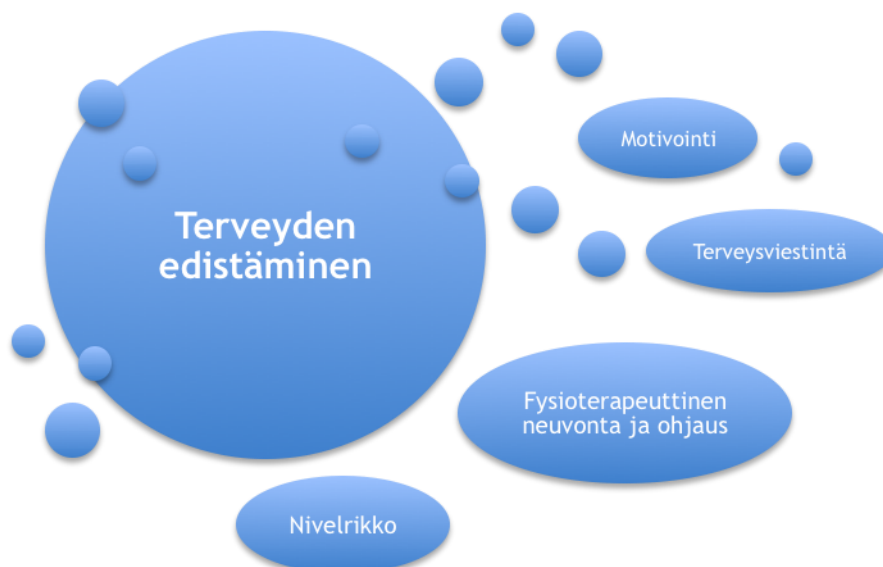 Terveyden
edistäminen
Motivointi
Terveysviestintä
Fysioterapeuttinen
neuvonta ja ohjaus
Nivelrikko